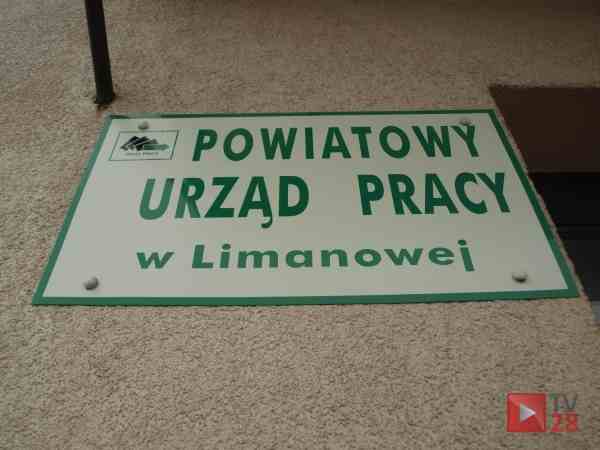 POWIATOWY
URZĄD PRACY
w Limanowej
TV
28